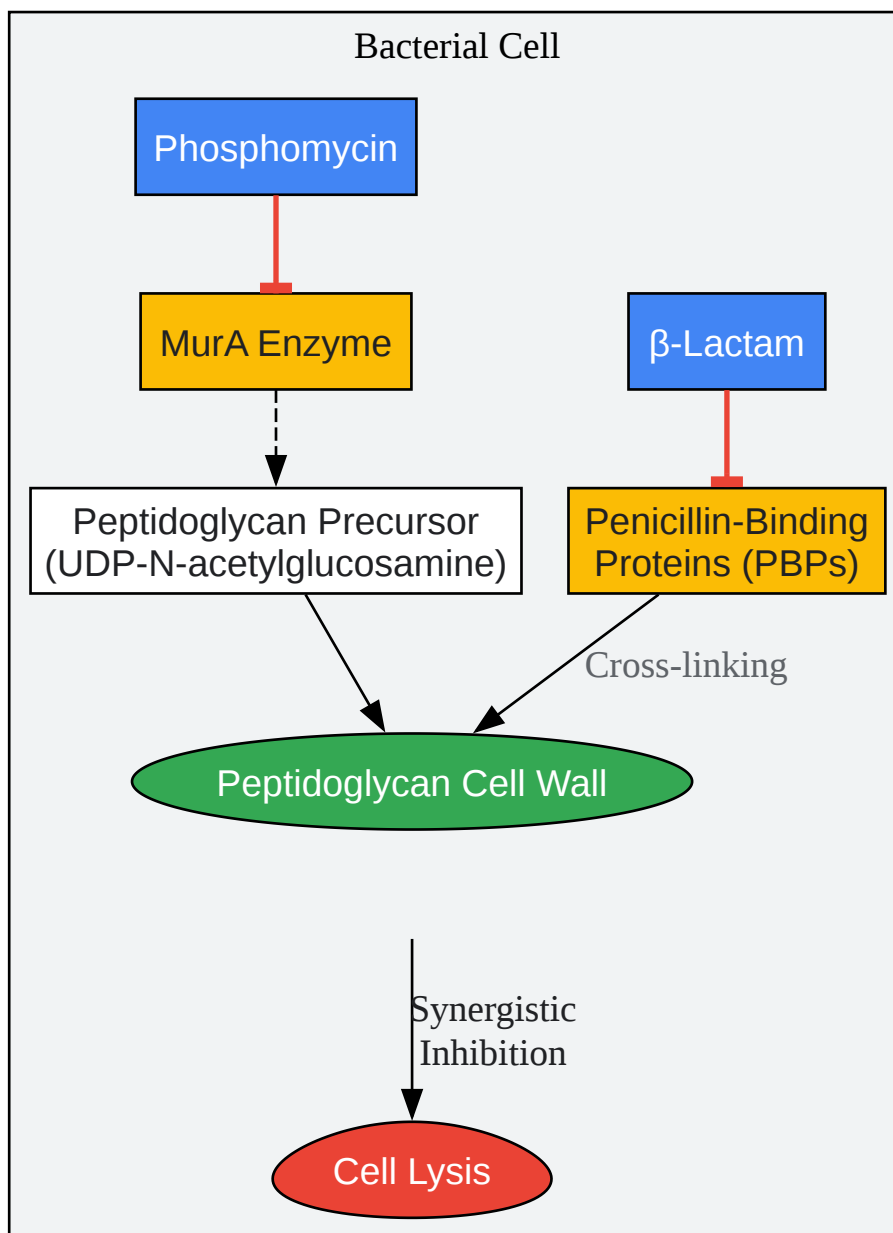 Bacterial Cell
Phosphomycin
MurA Enzyme
β-Lactam
Peptidoglycan Precursor
(UDP-N-acetylglucosamine)
Penicillin-Binding
Proteins (PBPs)
Cross-linking
Peptidoglycan Cell Wall
Synergistic
Inhibition
Cell Lysis